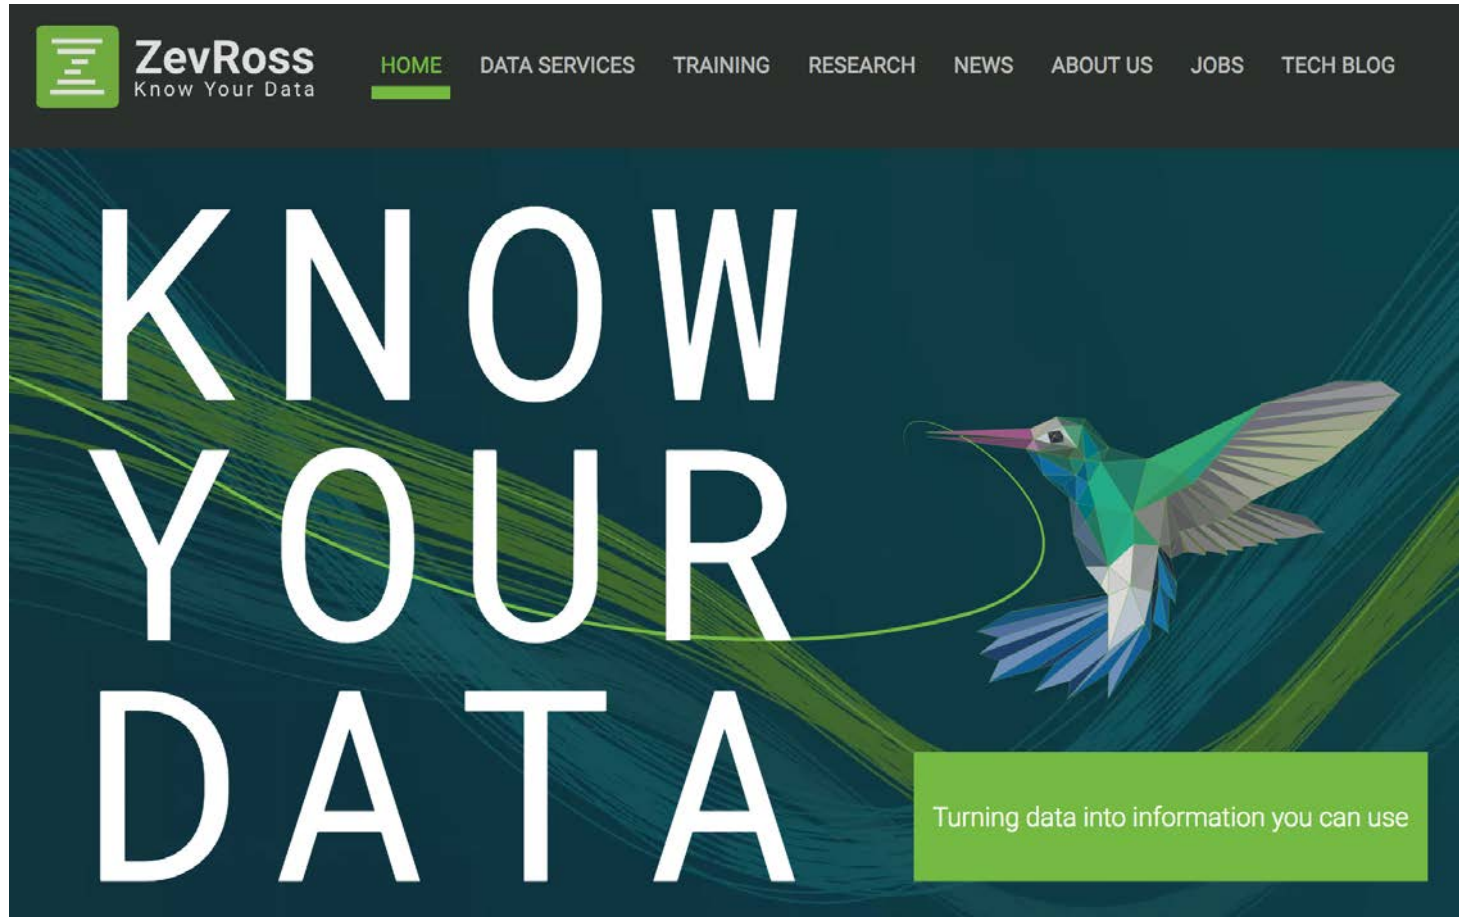 ZevRoss
Know Your Data
HOME DATA SERVICES TRAINING RESEARCH NEWS ABOUT US JOBS TECH BLOG
KNOW
YOUR
DATA
Turning data into information you can use